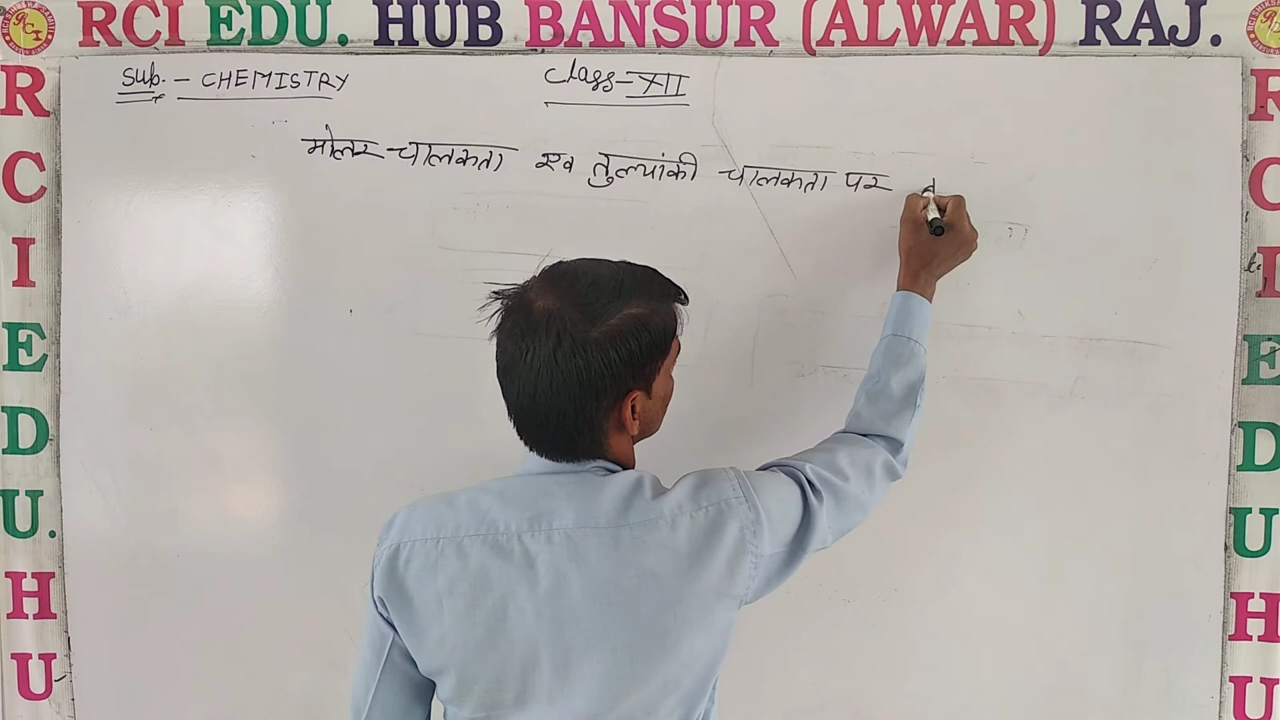 RCI EDU. HUB BANSUR (ALWAR) RAJ.
Sub. - CHEMISTRY
Class - XII
मोलर चालकता एव तुल्यांकी चालकता पर
R
C
I
E
D
U.
H
U
R
C
I
E
D
U
H
U